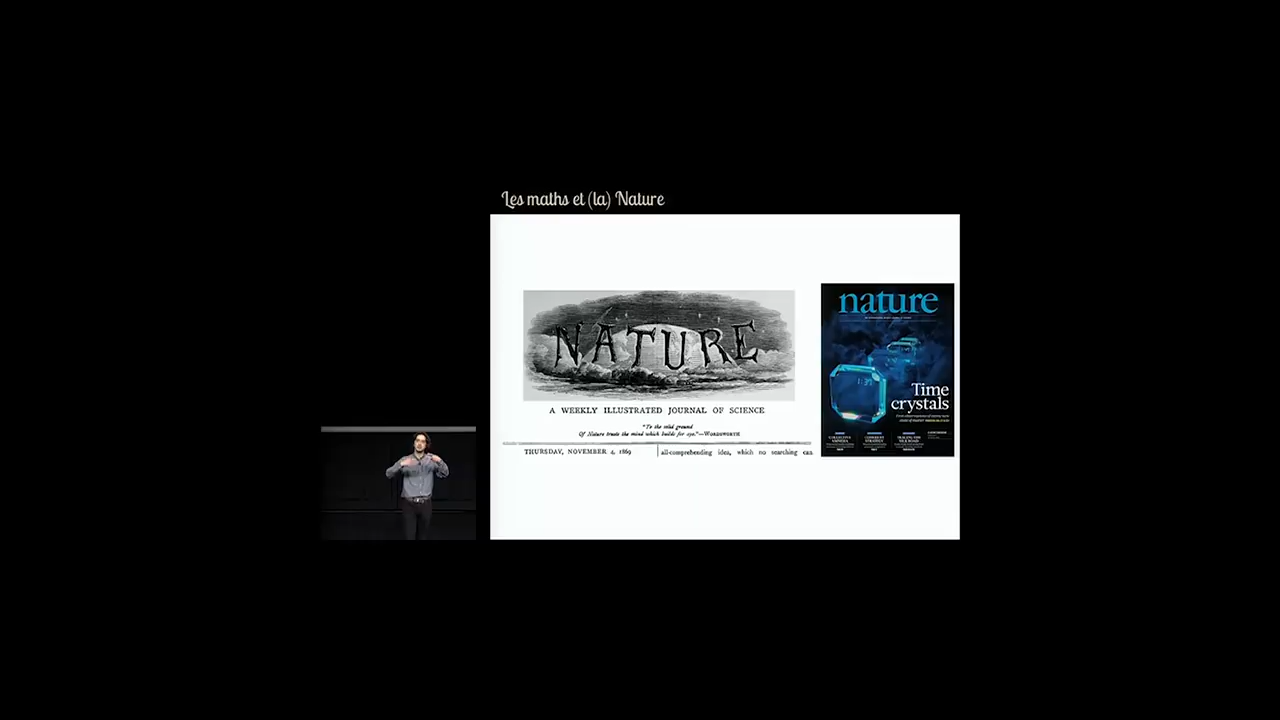 Les maths et (la) Nature
NATURE
A WEEKLY ILLUSTRATED JOURNAL OF SCIENCE
"To the solid ground
Of Nature trusts the mind which builds for aye."—WORDSWORTH
THURSDAY, NOVEMBER 4, 1869
all-comprehending idea, which no searching can
nature
Time
crystals